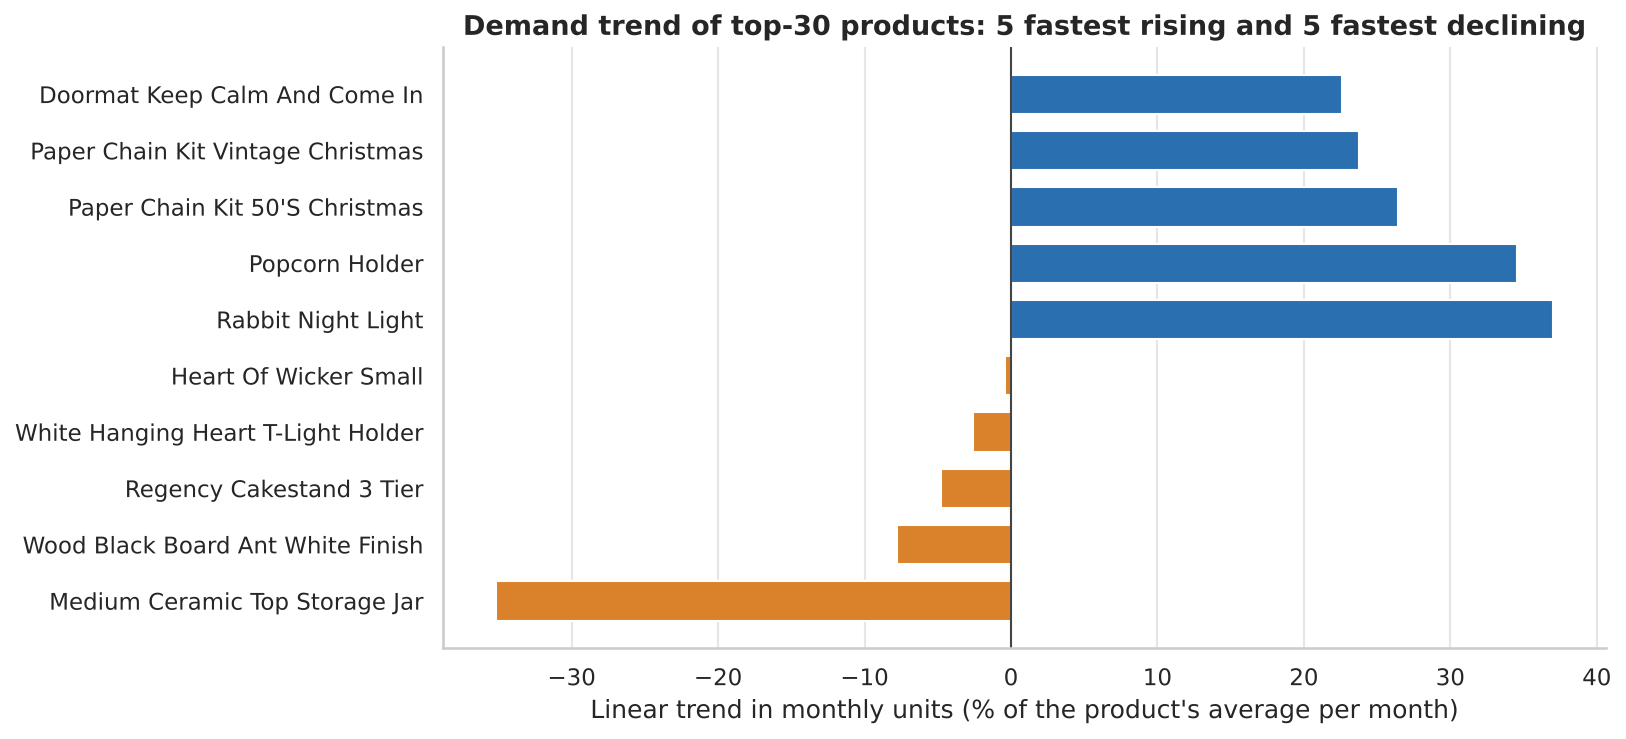 Demand trend of top-30 products: 5 fastest rising and 5 fastest declining
Doormat Keep Calm And Come In
Paper Chain Kit Vintage Christmas
Paper Chain Kit 50'S Christmas
Popcorn Holder
Rabbit Night Light
Heart Of Wicker Small
White Hanging Heart T-Light Holder
Regency Cakestand 3 Tier
Wood Black Board Ant White Finish
Medium Ceramic Top Storage Jar
−30 −20 −10 0 10 20 30 40
Linear trend in monthly units (% of the product's average per month)